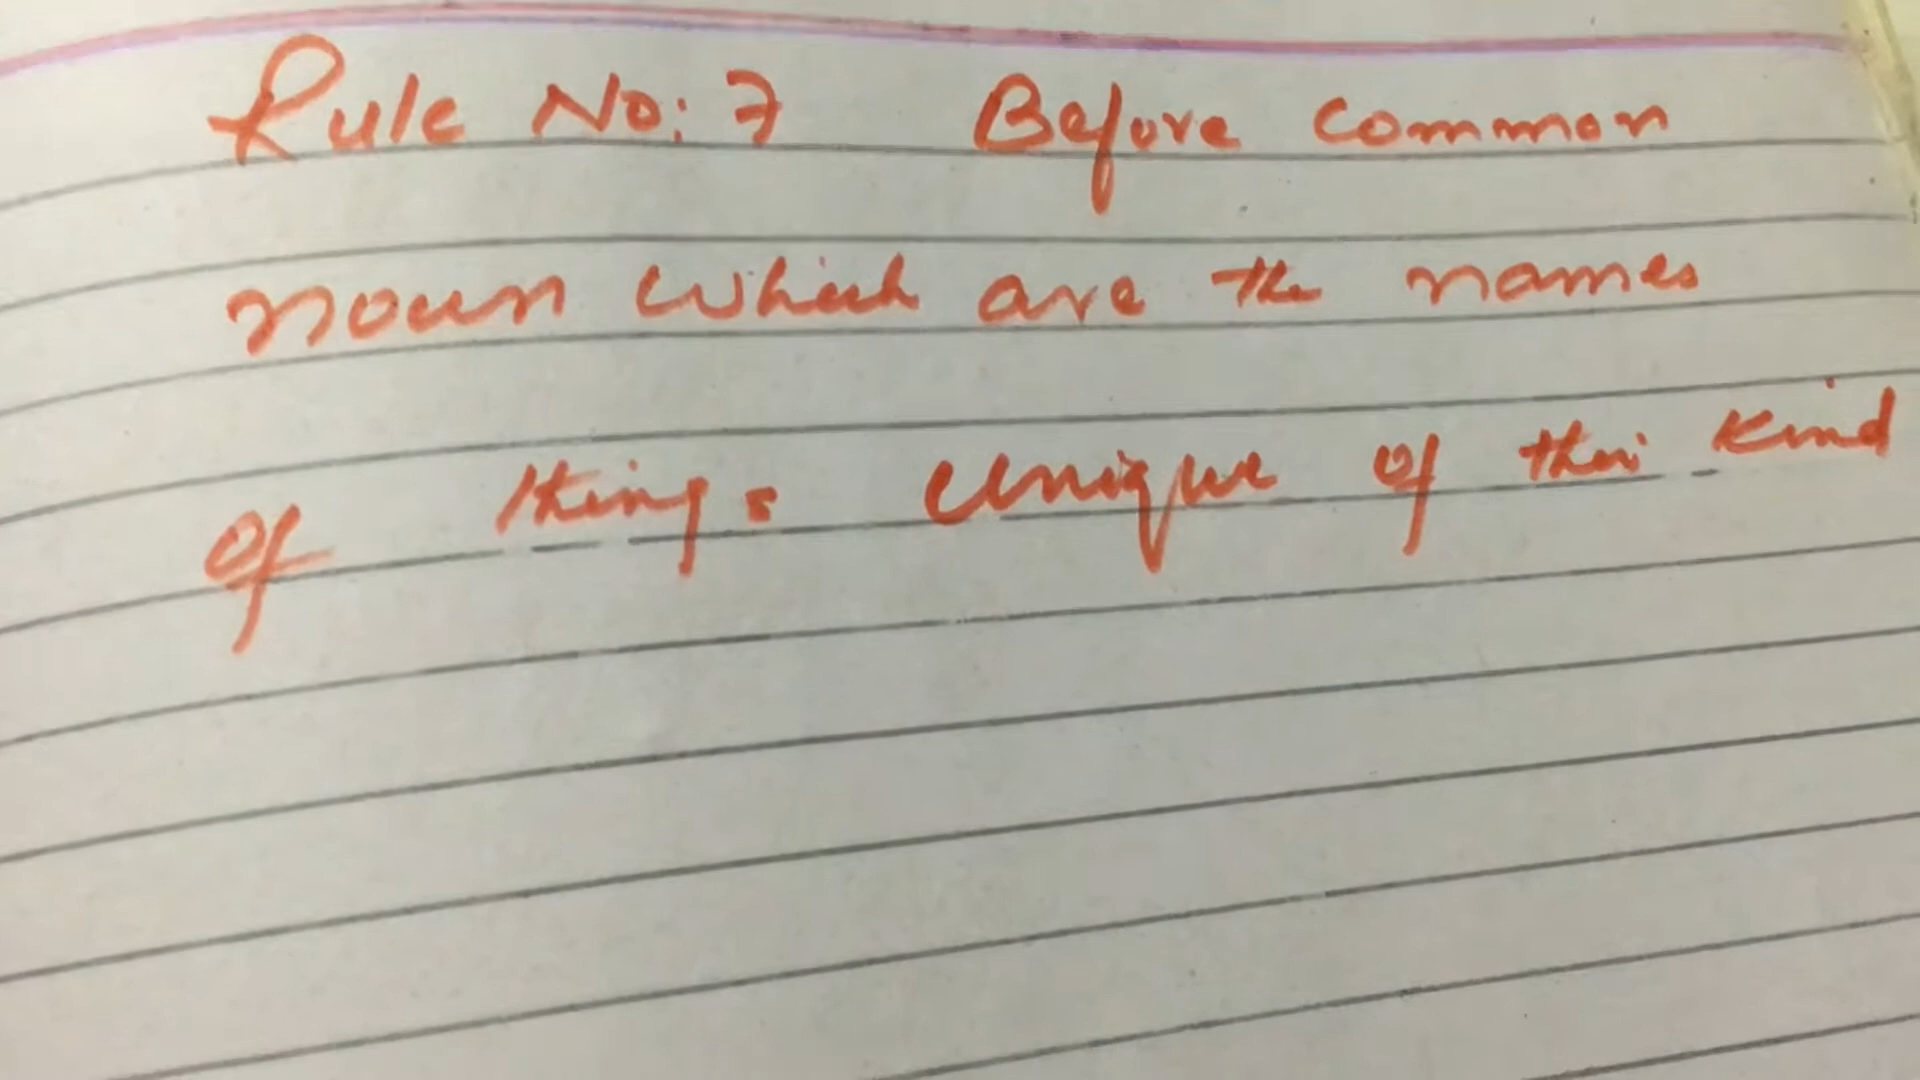 Rule No: 7 Before common
noun which are the names
of things unique of their kind